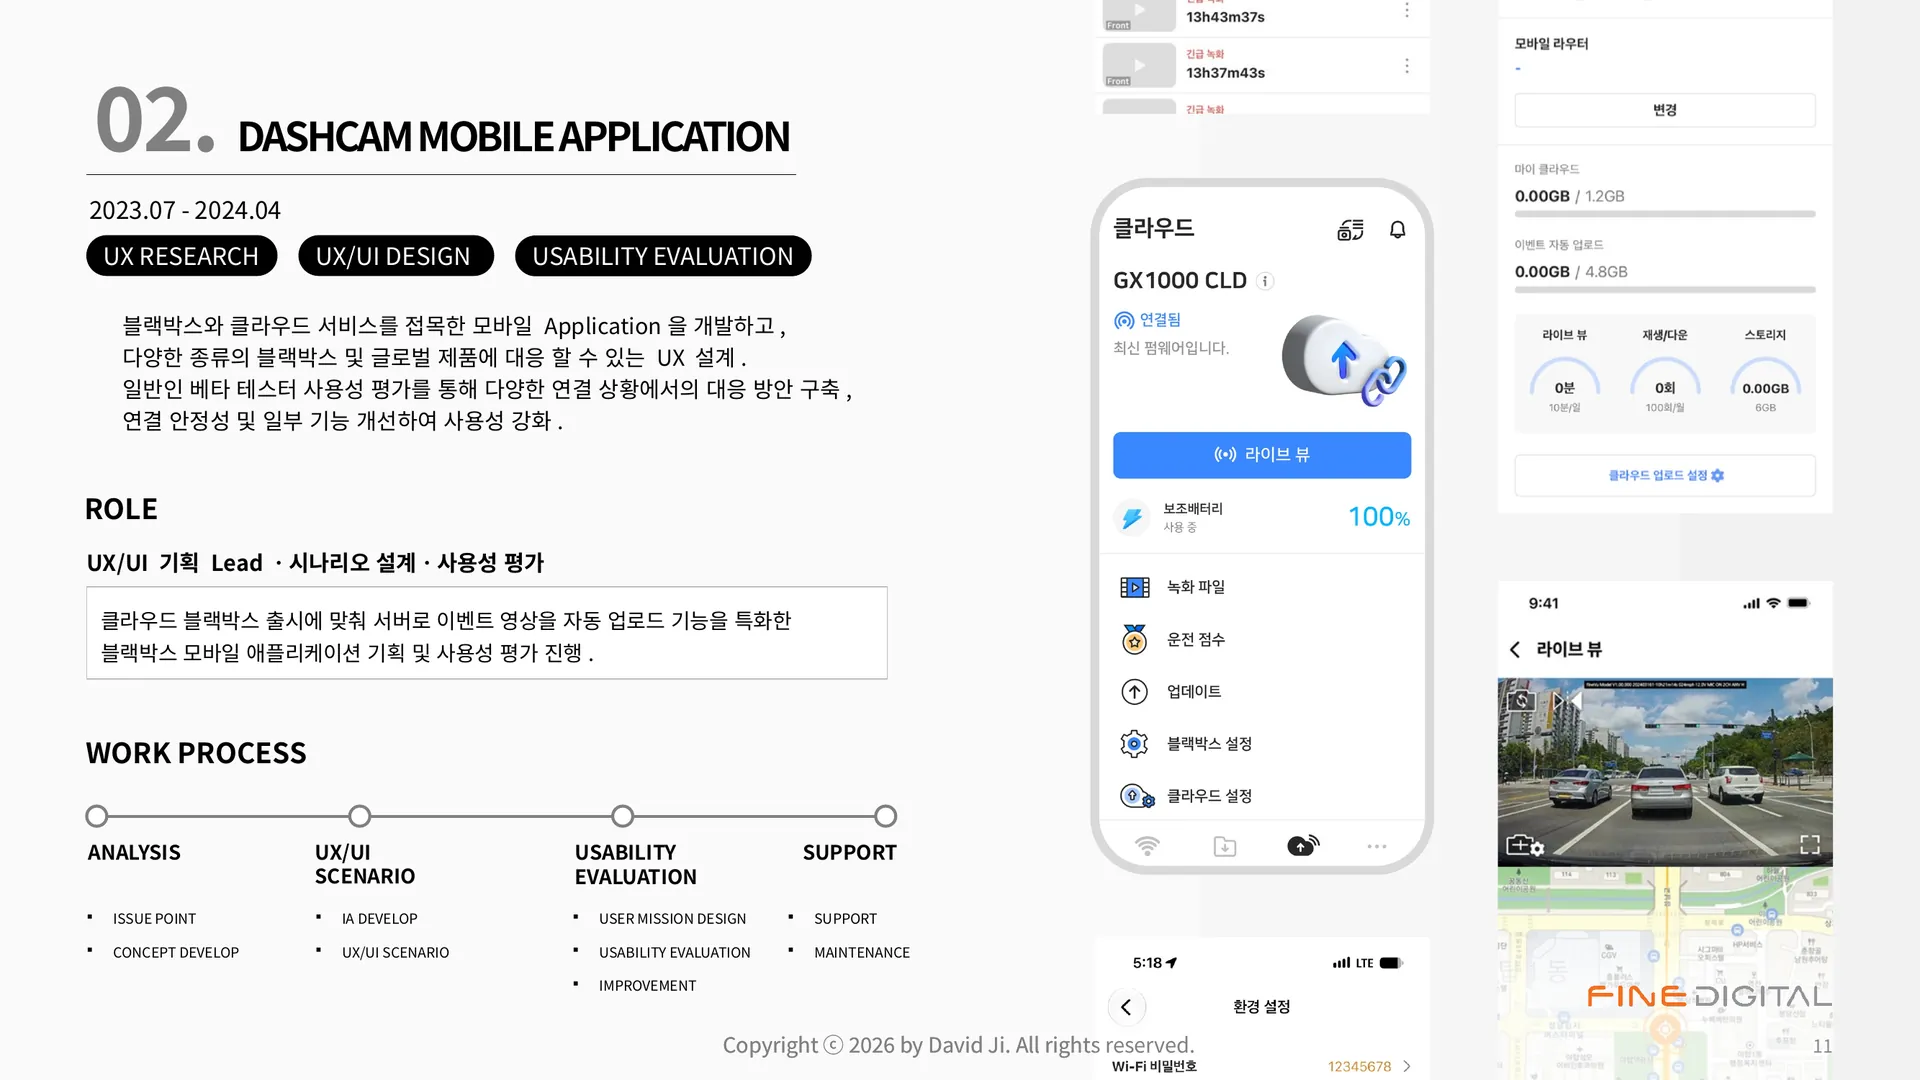 02. DASHCAM MOBILE APPLICATION
2023.07 - 2024.04
UX RESEARCH
UX/UI DESIGN
USABILITY EVALUATION
블랙박스와 클라우드 서비스를 접목한 모바일 Application 을 개발하고 ,
다양한 종류의 블랙박스 및 글로벌 제품에 대응 할 수 있는 UX 설계 .
일반인 베타 테스터 사용성 평가를 통해 다양한 연결 상황에서의 대응 방안 구축 ,
연결 안정성 및 일부 기능 개선하여 사용성 강화 .
ROLE
UX/UI 기획 Lead · 시나리오 설계 · 사용성 평가
클라우드 블랙박스 출시에 맞춰 서버로 이벤트 영상을 자동 업로드 기능을 특화한
블랙박스 모바일 애플리케이션 기획 및 사용성 평가 진행 .
WORK PROCESS
ANALYSIS
▪ ISSUE POINT
▪ CONCEPT DEVELOP
UX/UI
SCENARIO
▪ IA DEVELOP
▪ UX/UI SCENARIO
USABILITY
EVALUATION
▪ USER MISSION DESIGN
▪ USABILITY EVALUATION
▪ IMPROVEMENT
SUPPORT
▪ SUPPORT
▪ MAINTENANCE
Front
13h43m37s
긴급 녹화
Front
13h37m43s
긴급 녹화
클라우드
GX1000 CLD
연결됨
최신 펌웨어입니다.
라이브 뷰
보조배터리
사용 중
100%
녹화 파일
운전 점수
업데이트
블랙박스 설정
클라우드 설정
5:18
LTE
환경 설정
Wi-Fi 비밀번호
12345678
모바일 라우터
-
변경
마이 클라우드
0.00GB / 1.2GB
이벤트 자동 업로드
0.00GB / 4.8GB
라이브 뷰
재생/다운
스토리지
0분
0회
0.00GB
10분/일
100회/월
6GB
클라우드 업로드 설정
9:41
라이브 뷰
114
113
806
823
CGV
FINEDIGITAL
Copyright ⓒ 2026 by David Ji. All rights reserved.
11